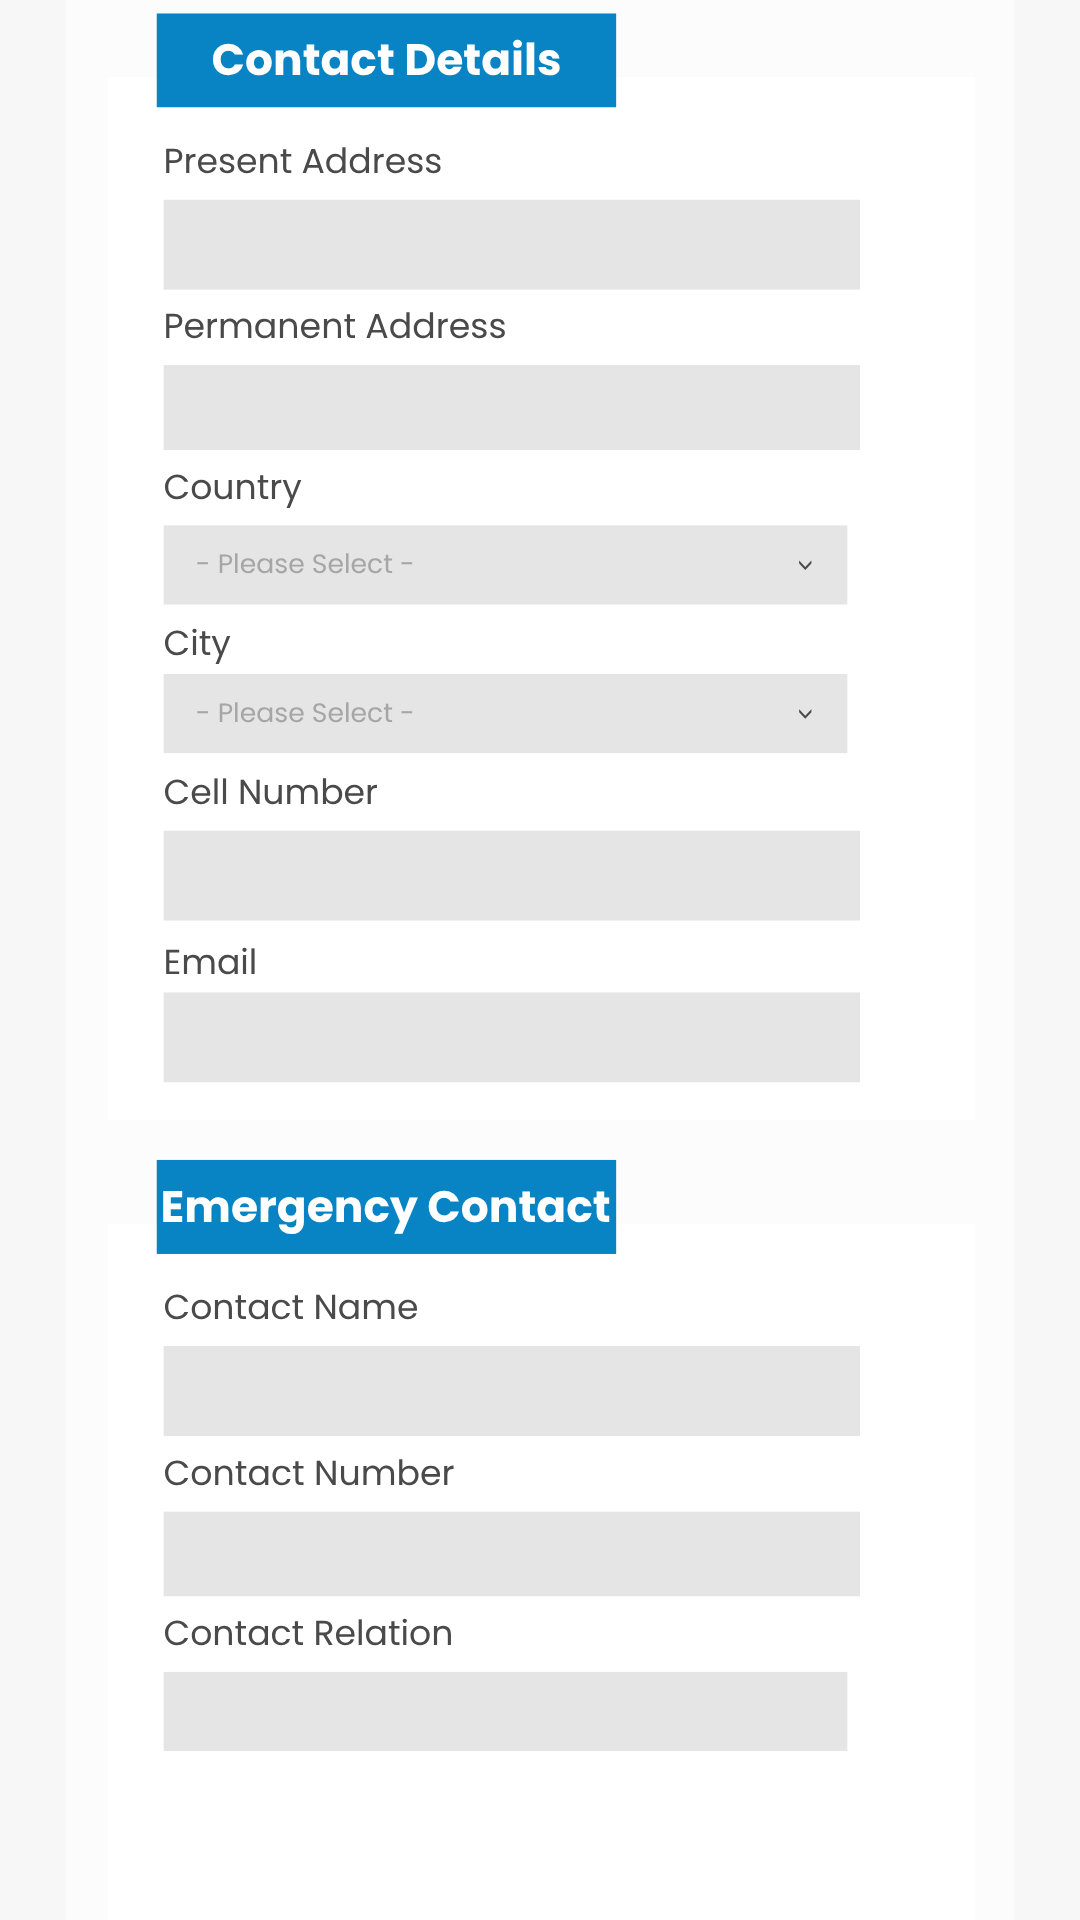 Contact Details
Present Address
Permanent Address
Country
- Please Select -
City
- Please Select -
Cell Number
Email
Emergency Contact
Contact Name
Contact Number
Contact Relation